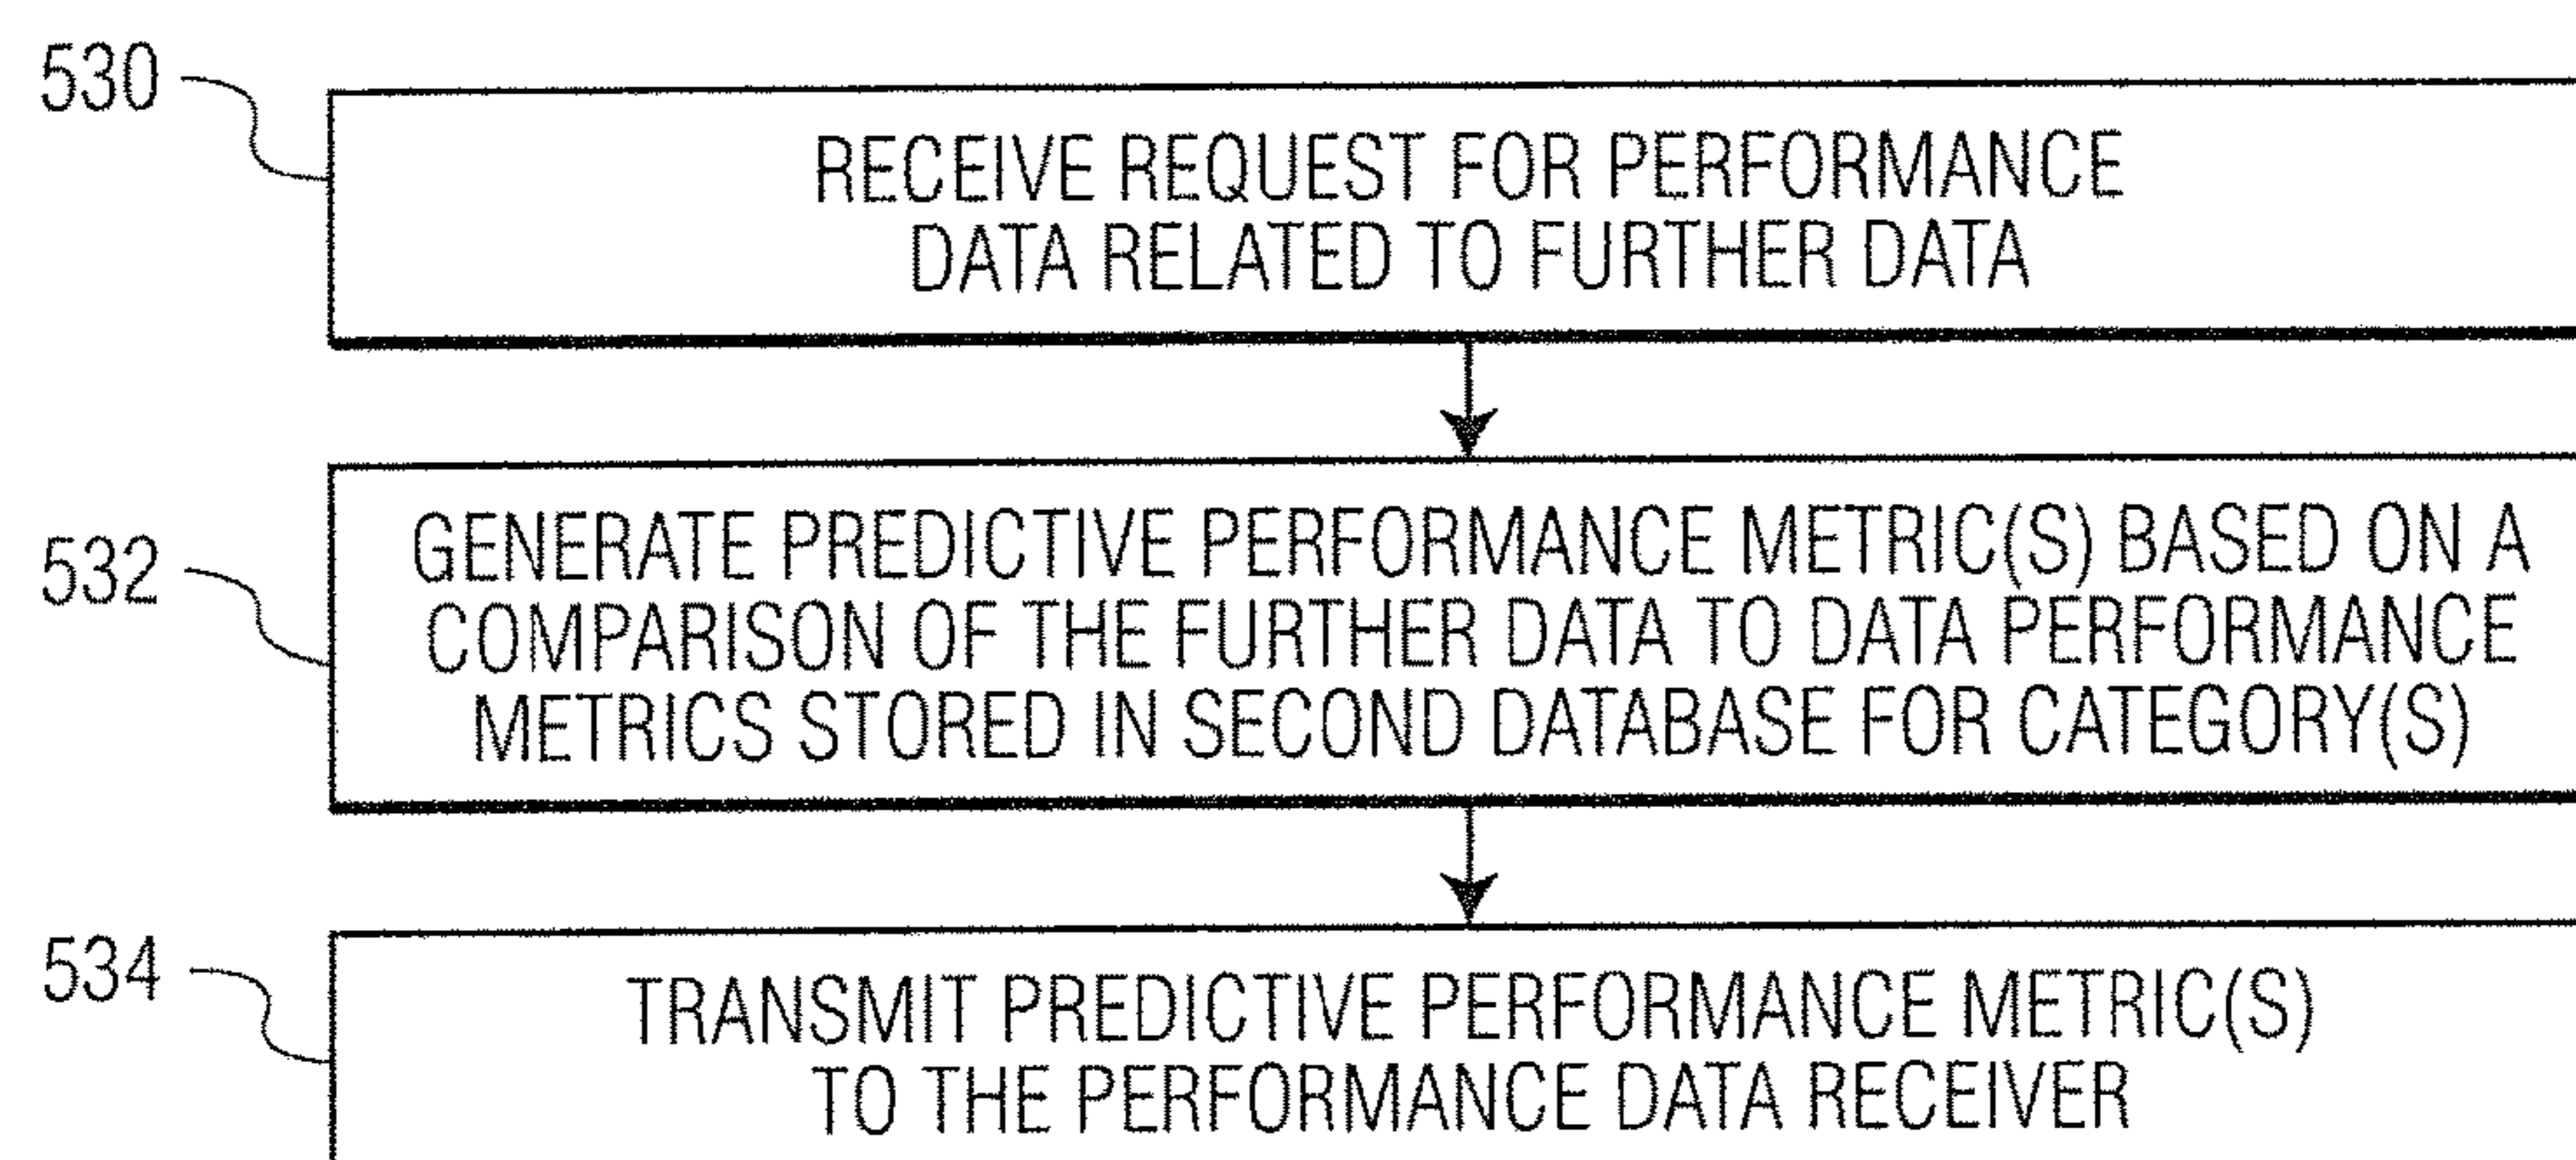 530
RECEIVE REQUEST FOR PERFORMANCE
DATA RELATED TO FURTHER DATA
532
GENERATE PREDICTIVE PERFORMANCE METRIC(S) BASED ON A
COMPARISON OF THE FURTHER DATA TO DATA PERFORMANCE
METRICS STORED IN SECOND DATABASE FOR CATEGORY(S)
534
TRANSMIT PREDICTIVE PERFORMANCE METRIC(S)
TO THE PERFORMANCE DATA RECEIVER